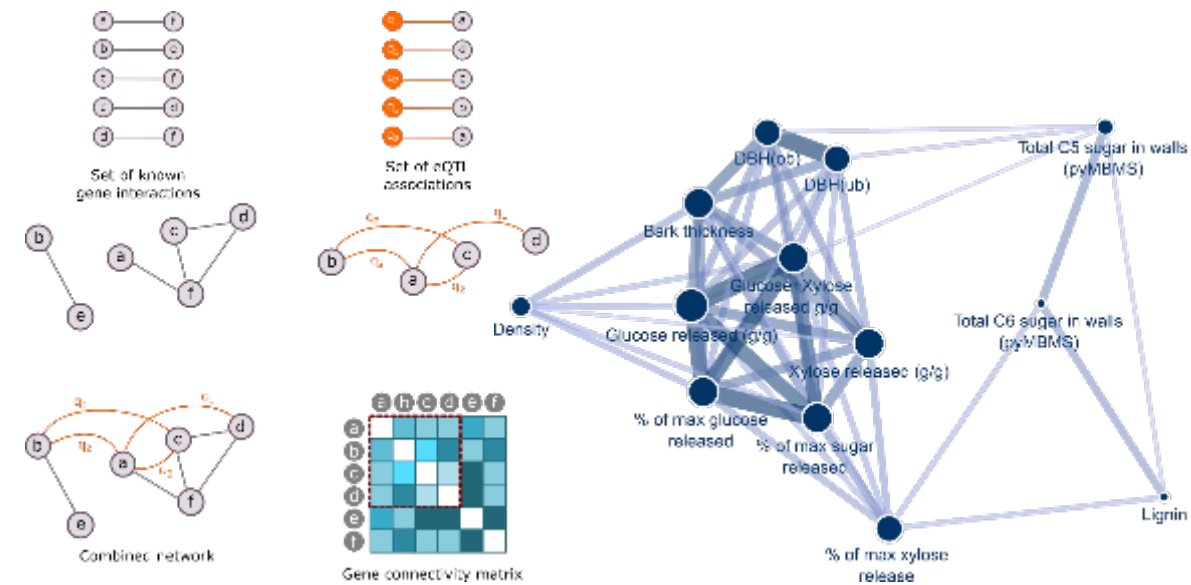 Set of known
gene interactions
Set of eQTL
associations
b
e
a
c
d
f
b
a
c
d
b
e
a
c
d
f
Combined network
a
b
c
d
e
f
Gene connectivity matrix
DBH(ob)
DBH(ub)
Bark thickness
Glucose+Xylose
released g/g
Density
Glucose released (g/g)
Xylose released (g/g)
% of max glucose
released
% of max sugar
released
% of max xylose
release
Total C5 sugar in walls
(pyMBMS)
Total C6 sugar in walls
(pyMBMS)
Lignin